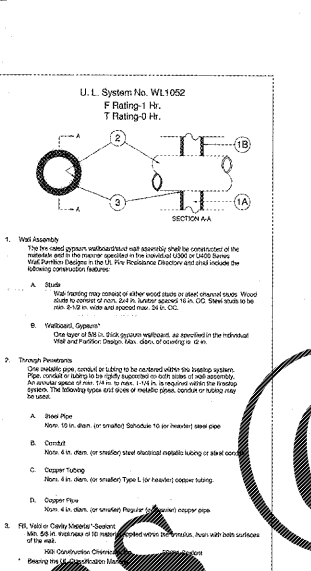 U. L. System No. WL1052
F Rating-1 Hr.
T Rating-0 Hr.
A
2
1B
3
1A
A
SECTION A-A
1. Wall Assembly
The fire rated gypsum wallboard/stud wall assembly shall be constructed of the
materials and in the manner specified in the individual U300 or U400 Series
Wall Partition Designs in the UL Fire Resistance Directory and shall include the
following construction features:
A. Studs
Wall framing may consist of either wood studs or steel channel studs. Wood
studs to consist of nom. 2x4 in. lumber spaced 16 in. OC. Steel studs to be
min. 2-1/2 in. wide and spaced max. 24 in. OC.
B. Wallboard, Gypsum*
One layer of 5/8 in. thick gypsum wallboard, as specified in the individual
Wall and Partition Design. Max. diam. of opening is in.
2. Through Penetrants
One metallic pipe, conduit or tubing to be centered within the firestop system.
Pipe, conduit or tubing to be rigidly supported on both sides of wall assembly.
An annular space of min. 1/4 in. to max. 1-1/4 in. is required within the firestop
system. The following types and sizes of metallic pipes, conduit or tubing may
be used.
A. Steel Pipe
Nom. 10 in. diam. (or smaller) Schedule 10 (or heavier) steel pipe
B. Conduit
Nom. 4 in. diam. (or smaller) steel electrical metallic tubing or steel conduit
C. Copper Tubing
Nom. 4 in. diam. (or smaller) Type L (or heavier) copper tubing.
D. Copper Pipe
Nom. 4 in. diam. (or smaller) Regular (or heavier) copper pipe.
3. Fill, Void or Cavity Material*-Sealant
Min. 5/8 in. thickness of fill material applied within the annulus, flush with both surfaces
of the wall.
Hilti Construction Chemicals, Sealant
* Bearing the UL Classification Marking